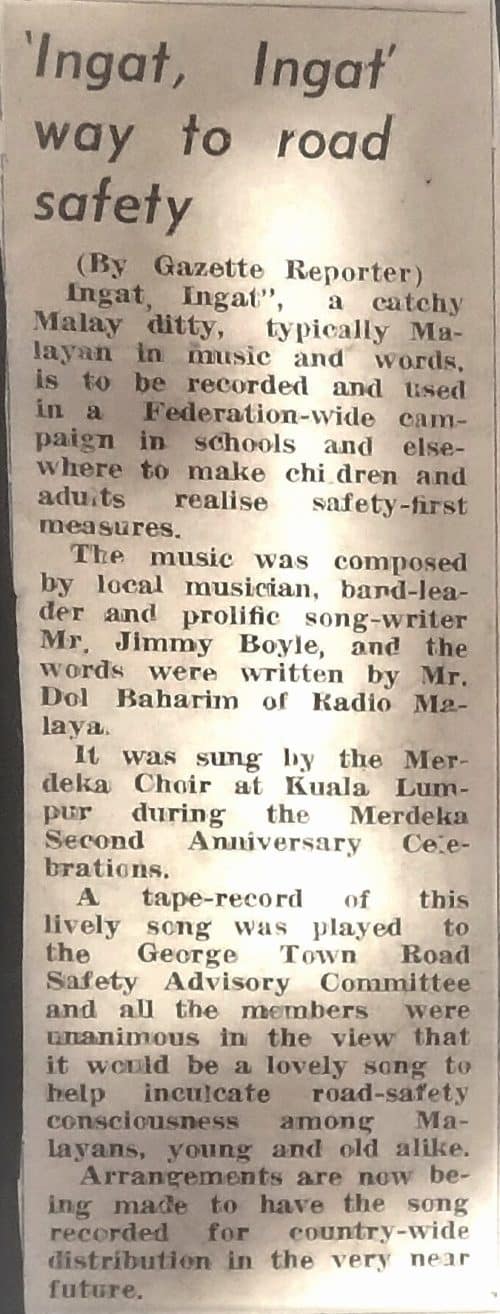 'Ingat, Ingat'
way to road
safety
(By Gazette Reporter)
Ingat, Ingat", a catchy
Malay ditty, typically Ma-
layan in music and words,
is to be recorded and used
in a Federation-wide cam-
paign in schools and else-
where to make chi dren and
adu.ts realise safety-first
measures.
The music was composed
by local musician, band-lea-
der and prolific song-writer
Mr. Jimmy Boyle, and the
words were written by Mr.
Dol Baharim of Radio Ma-
laya.
It was sung by the Mer-
deka Choir at Kuala Lum-
pur during the Merdeka
Second Anniversary Cele-
brations.
A tape-record of this
lively song was played to
the George Town Road
Safety Advisory Committee
and all the members were
unanimous in the view that
it would be a lovely song to
help inculcate road-safety
consciousness among Ma-
layans, young and old alike.
Arrangements are now be-
ing made to have the song
recorded for country-wide
distribution in the very near
future.